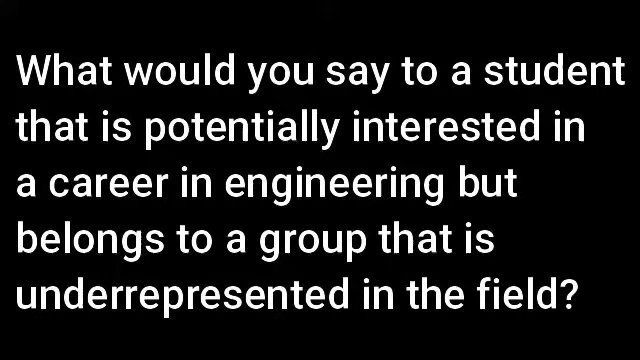 What would you say to a student
that is potentially interested in
a career in engineering but
belongs to a group that is
underrepresented in the field?